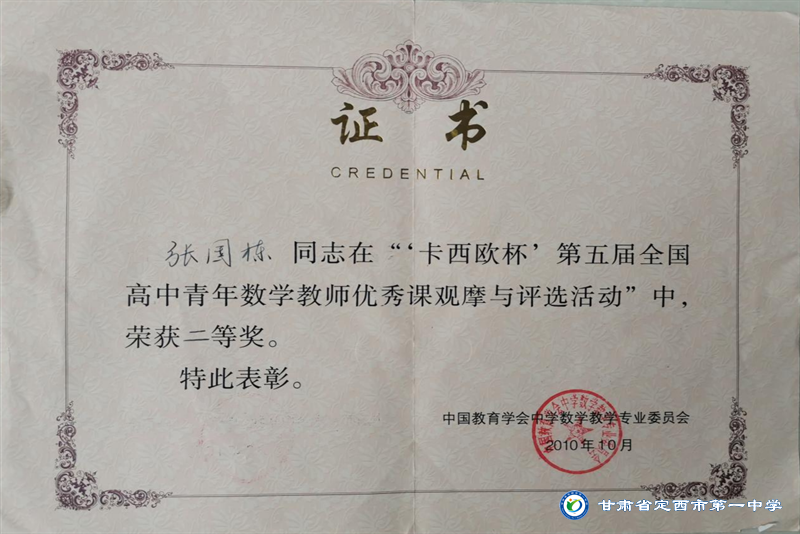 证 书
CREDENTIAL
张国栋 同志在“‘卡西欧杯’第五届全国
高中青年数学教师优秀课观摩与评选活动”中，
荣获二等奖。
特此表彰。
中国教育学会中学数学教学专业委员会
2010年10月
甘肃省定西市第一中学